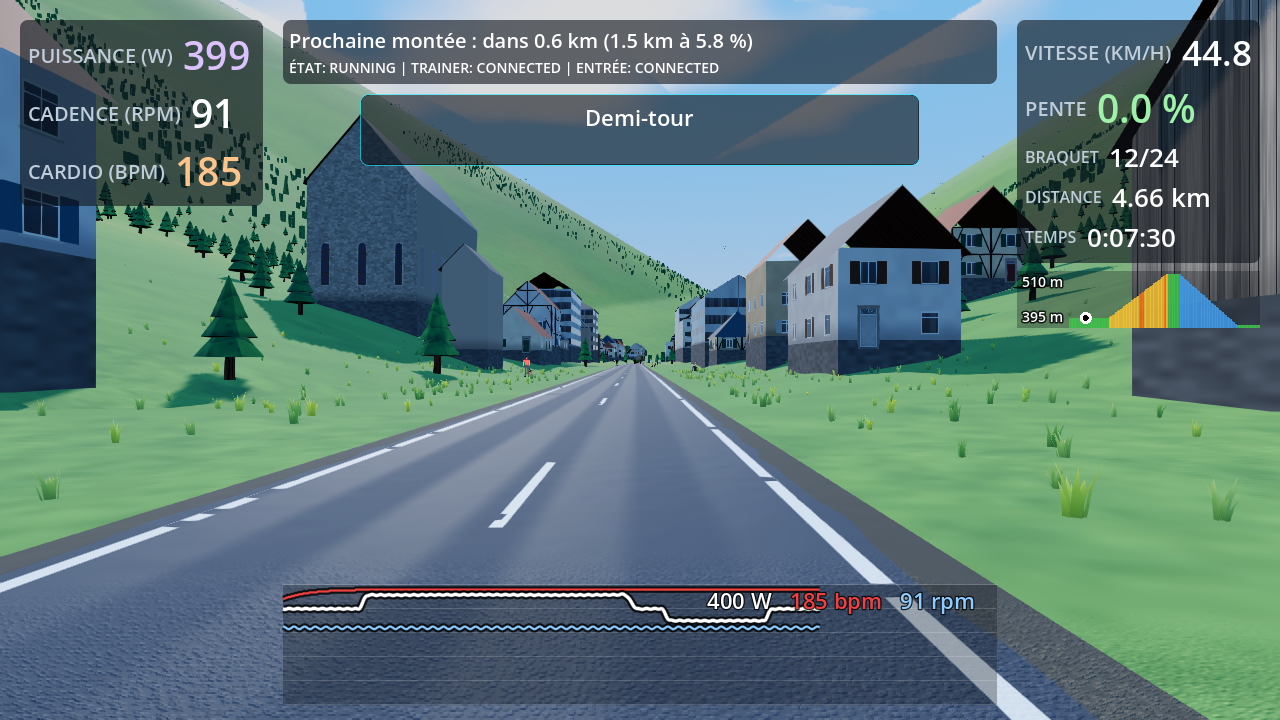 PUISSANCE (W) 399
CADENCE (RPM) 91
CARDIO (BPM) 185
Prochaine montée : dans 0.6 km (1.5 km à 5.8 %)
ÉTAT: RUNNING | TRAINER: CONNECTED | ENTRÉE: CONNECTED
Demi-tour
VITESSE (KM/H) 44.8
PENTE 0.0 %
BRAQUET 12/24
DISTANCE 4.66 km
TEMPS 0:07:30
510 m
395 m
400 W 185 bpm 91 rpm